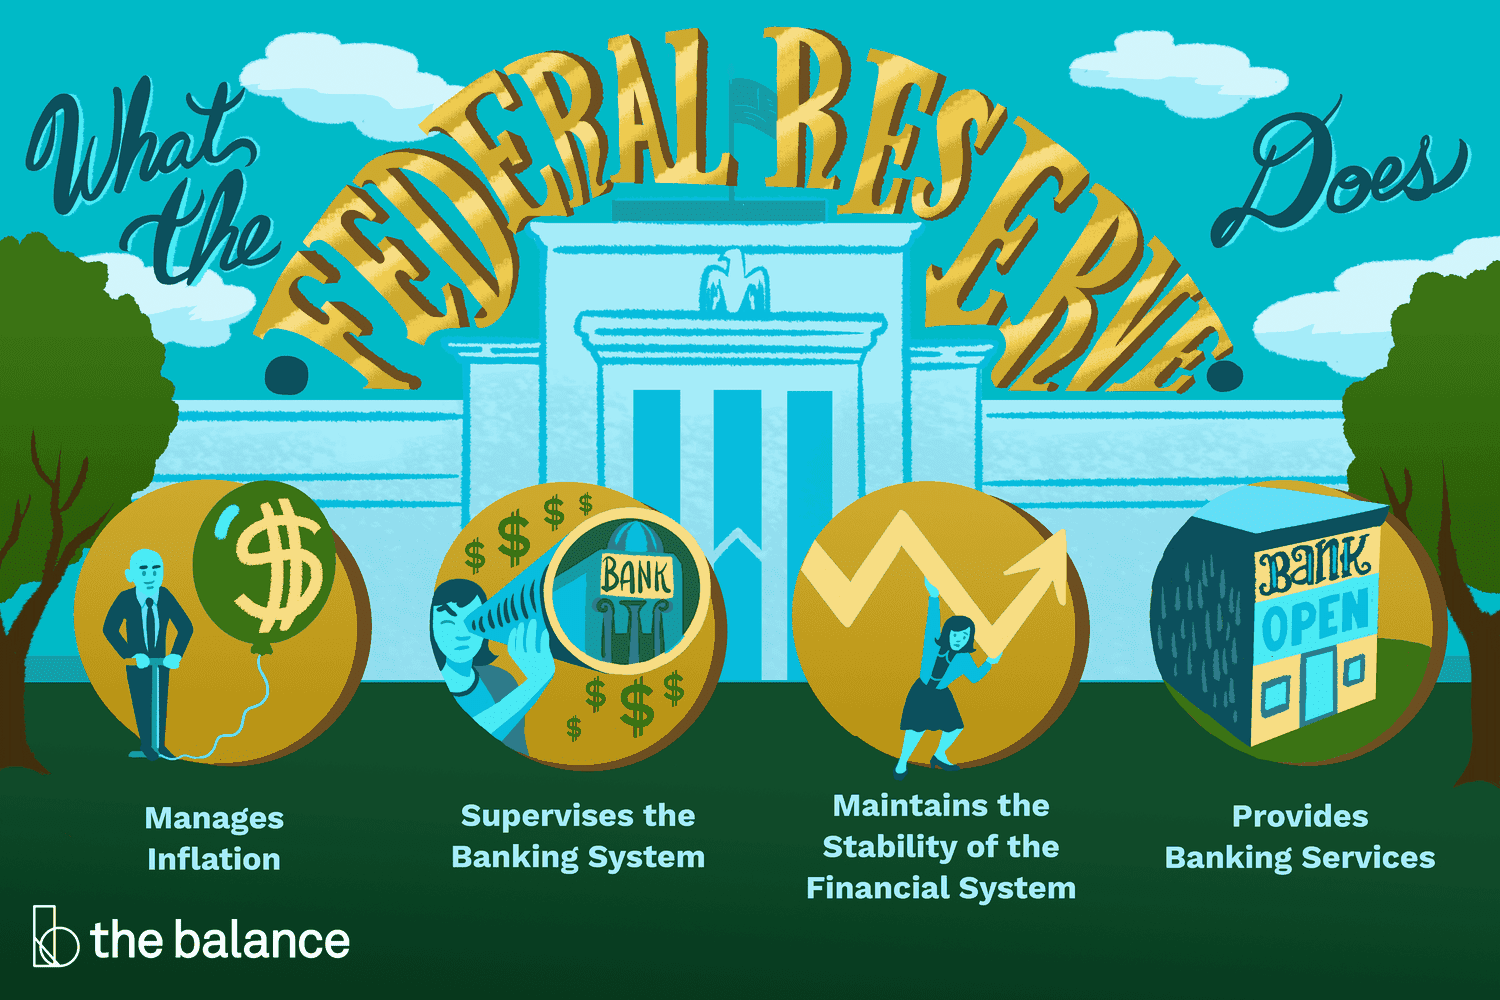 What
the
FEDERAL RESERVE
Does
$
$ $ $ $
BANK
$ $ $ $
BANK
OPEN
Manages
Inflation
Supervises the
Banking System
Maintains the
Stability of the
Financial System
Provides
Banking Services
the balance